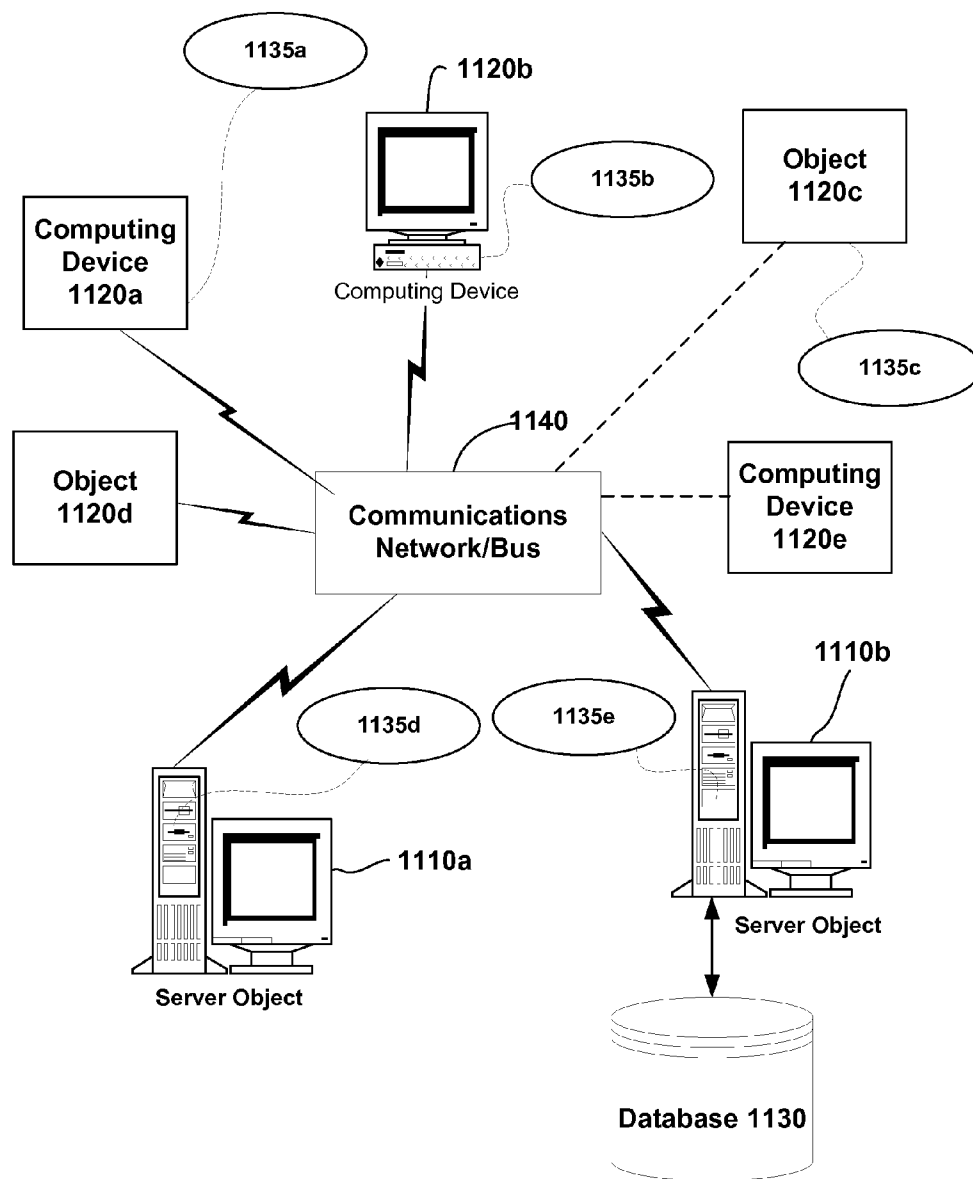 1135a
1120b
Object
1120c
1135b
Computing
Device
1120a
Computing Device
1135c
1140
Object
1120d
Communications
Network/Bus
Computing
Device
1120e
1110b
1135d
1135e
1110a
Server Object
Server Object
Database 1130